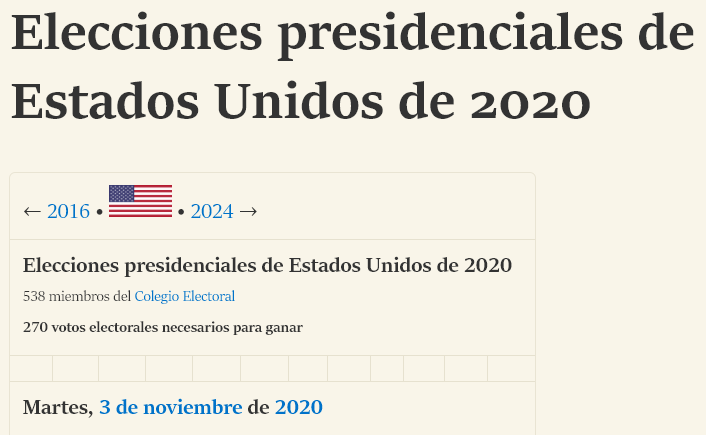 Elecciones presidenciales de
Estados Unidos de 2020
← 2016 • • 2024 →
Elecciones presidenciales de Estados Unidos de 2020
538 miembros del Colegio Electoral
270 votos electorales necesarios para ganar
Martes, 3 de noviembre de 2020